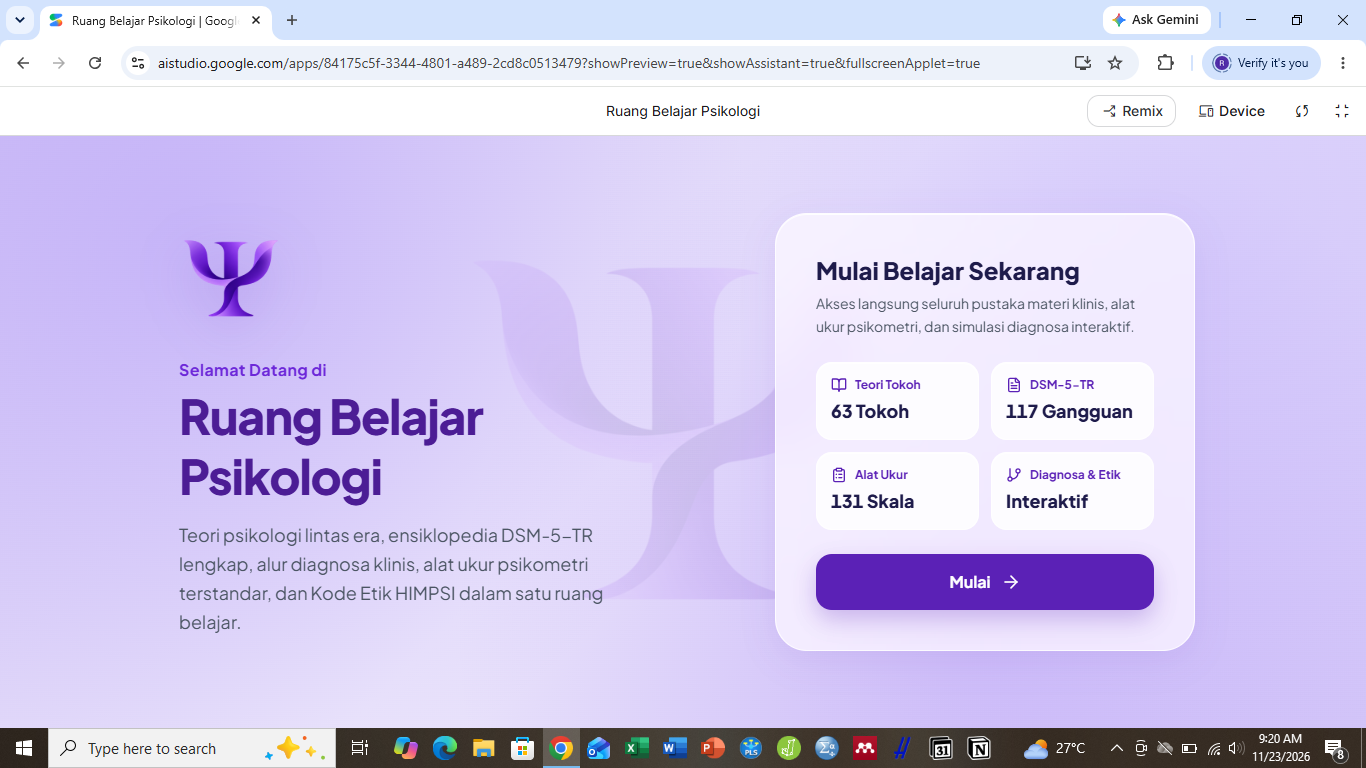 Ruang Belajar Psikologi | Goog
Ask Gemini
aistudio.google.com/apps/84175c5f-3344-4801-a489-2cd8c0513479?showPreview=true&showAssistant=true&fullscreenApplet=true
R
Verify it's you
Ruang Belajar Psikologi
Remix
Device
Selamat Datang di
Ruang Belajar
Psikologi
Teori psikologi lintas era, ensiklopedia DSM-5-TR
lengkap, alur diagnosa klinis, alat ukur psikometri
terstandar, dan Kode Etik HIMPSI dalam satu ruang
belajar.
Mulai Belajar Sekarang
Akses langsung seluruh pustaka materi klinis, alat
ukur psikometri, dan simulasi diagnosa interaktif.
Teori Tokoh
63 Tokoh
DSM-5-TR
117 Gangguan
Alat Ukur
131 Skala
Diagnosa & Etik
Interaktif
Mulai
Type here to search
PLS
31
27°C
9:20 AM
11/23/2026
8